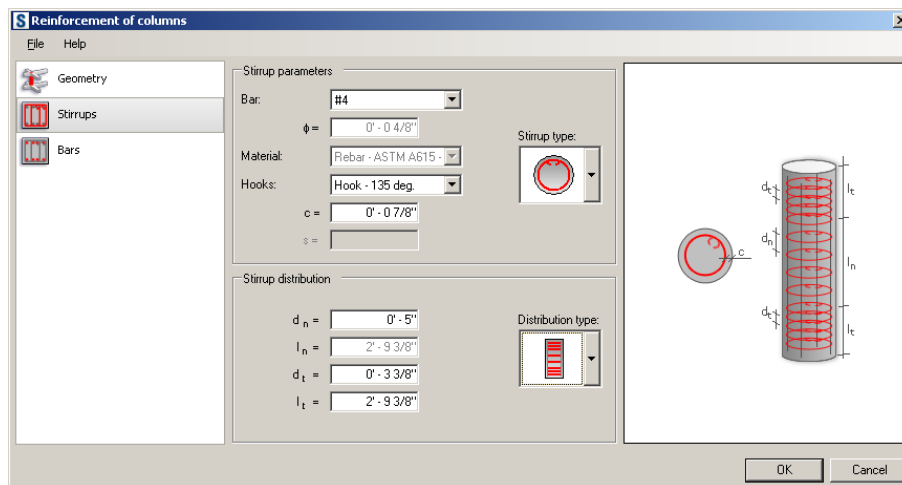 S Reinforcement of columns
File Help
Geometry
Stirrups
Bars
Stirrup parameters
Bar: #4
ϕ = 0' - 0 4/8"
Material: Rebar - ASTM A615 -
Hooks: Hook - 135 deg.
c = 0' - 0 7/8"
s =
Stirrup type:
Stirrup distribution
d n = 0' - 5"
l n = 2' - 9 3/8"
d t = 0' - 3 3/8"
l t = 2' - 9 3/8"
Distribution type:
c
dt
lt
dn
ln
dt
lt
OK Cancel